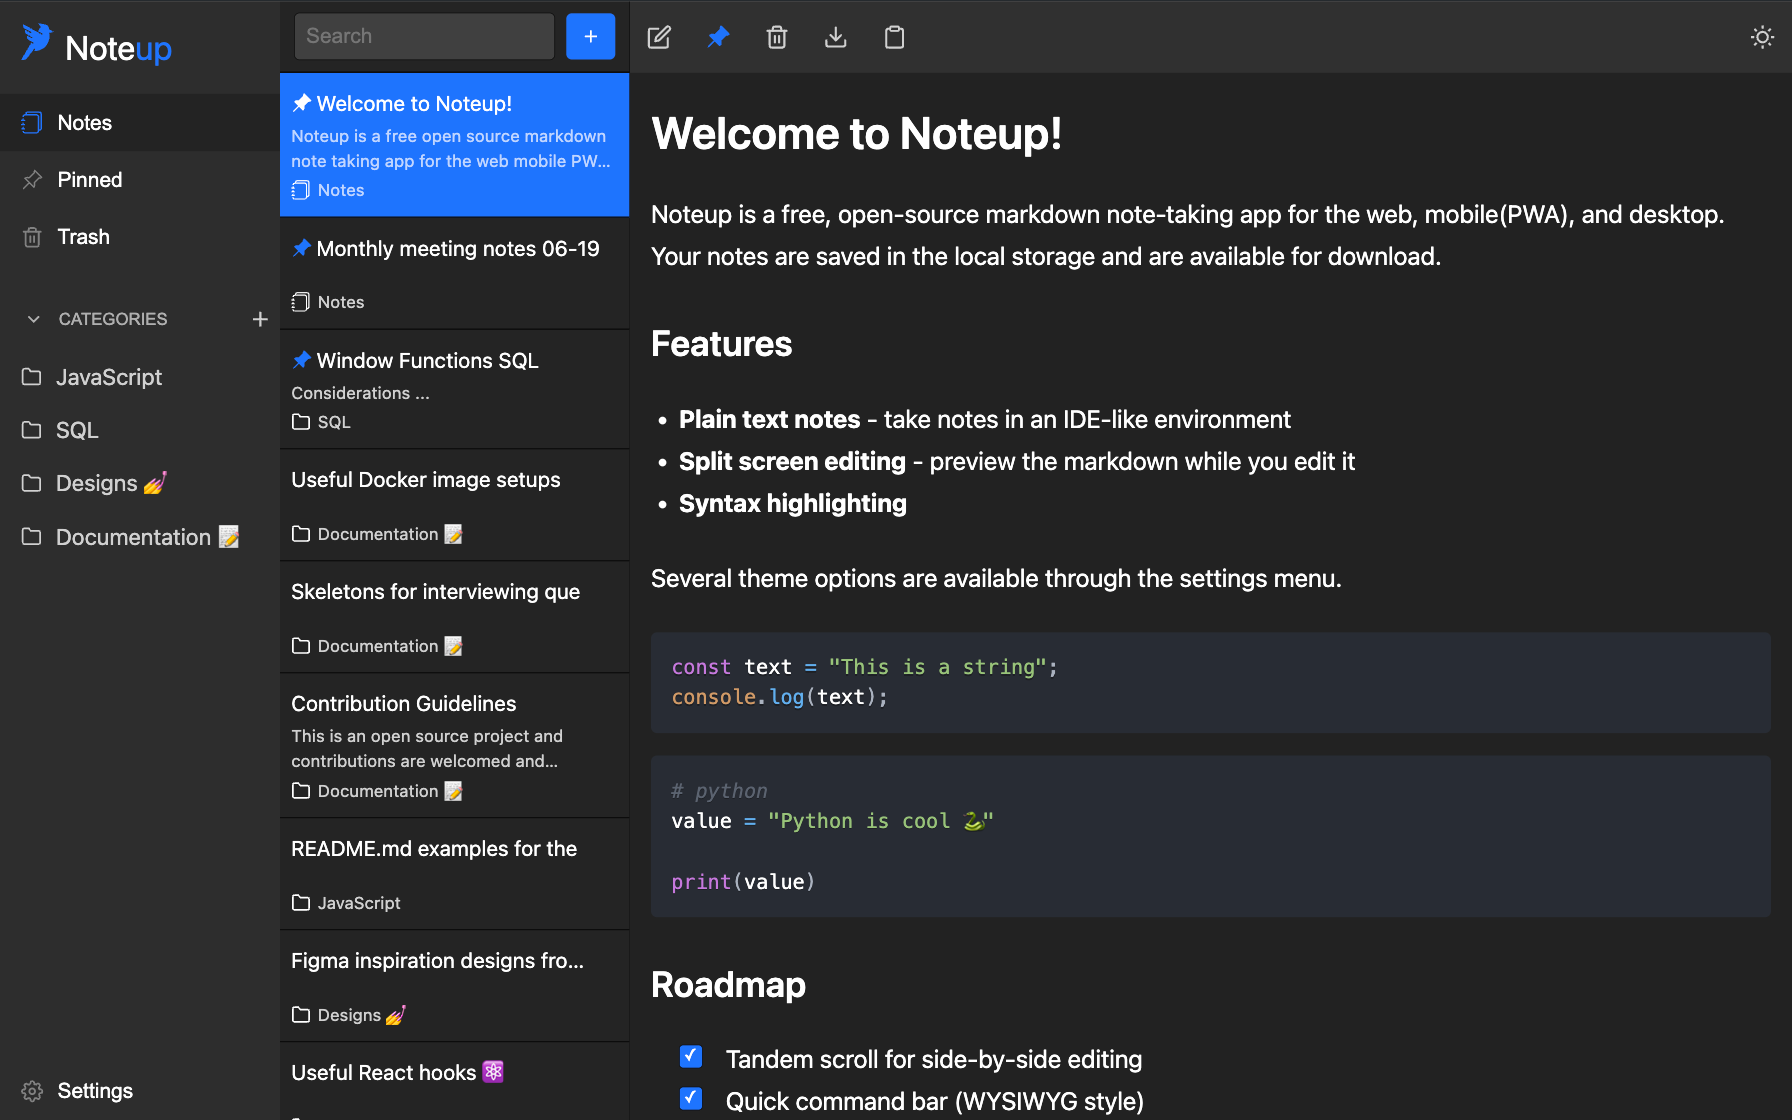 Noteup
Notes
Pinned
Trash
CATEGORIES
JavaScript
SQL
Designs 💅
Documentation 📝
Settings
Search
+
Welcome to Noteup!
Noteup is a free open source markdown
note taking app for the web mobile PW...
Notes
Monthly meeting notes 06-19
Notes
Window Functions SQL
Considerations ...
SQL
Useful Docker image setups
Documentation 📝
Skeletons for interviewing que
Documentation 📝
Contribution Guidelines
This is an open source project and
contributions are welcomed and...
Documentation 📝
README.md examples for the
JavaScript
Figma inspiration designs fro...
Designs 💅
Useful React hooks ⚛️
Welcome to Noteup!
Noteup is a free, open-source markdown note-taking app for the web, mobile(PWA), and desktop.
Your notes are saved in the local storage and are available for download.
Features
• Plain text notes - take notes in an IDE-like environment
• Split screen editing - preview the markdown while you edit it
• Syntax highlighting
Several theme options are available through the settings menu.
const text = "This is a string";
console.log(text);
# python
value = "Python is cool 🐍"
print(value)
Roadmap
Tandem scroll for side-by-side editing
Quick command bar (WYSIWYG style)